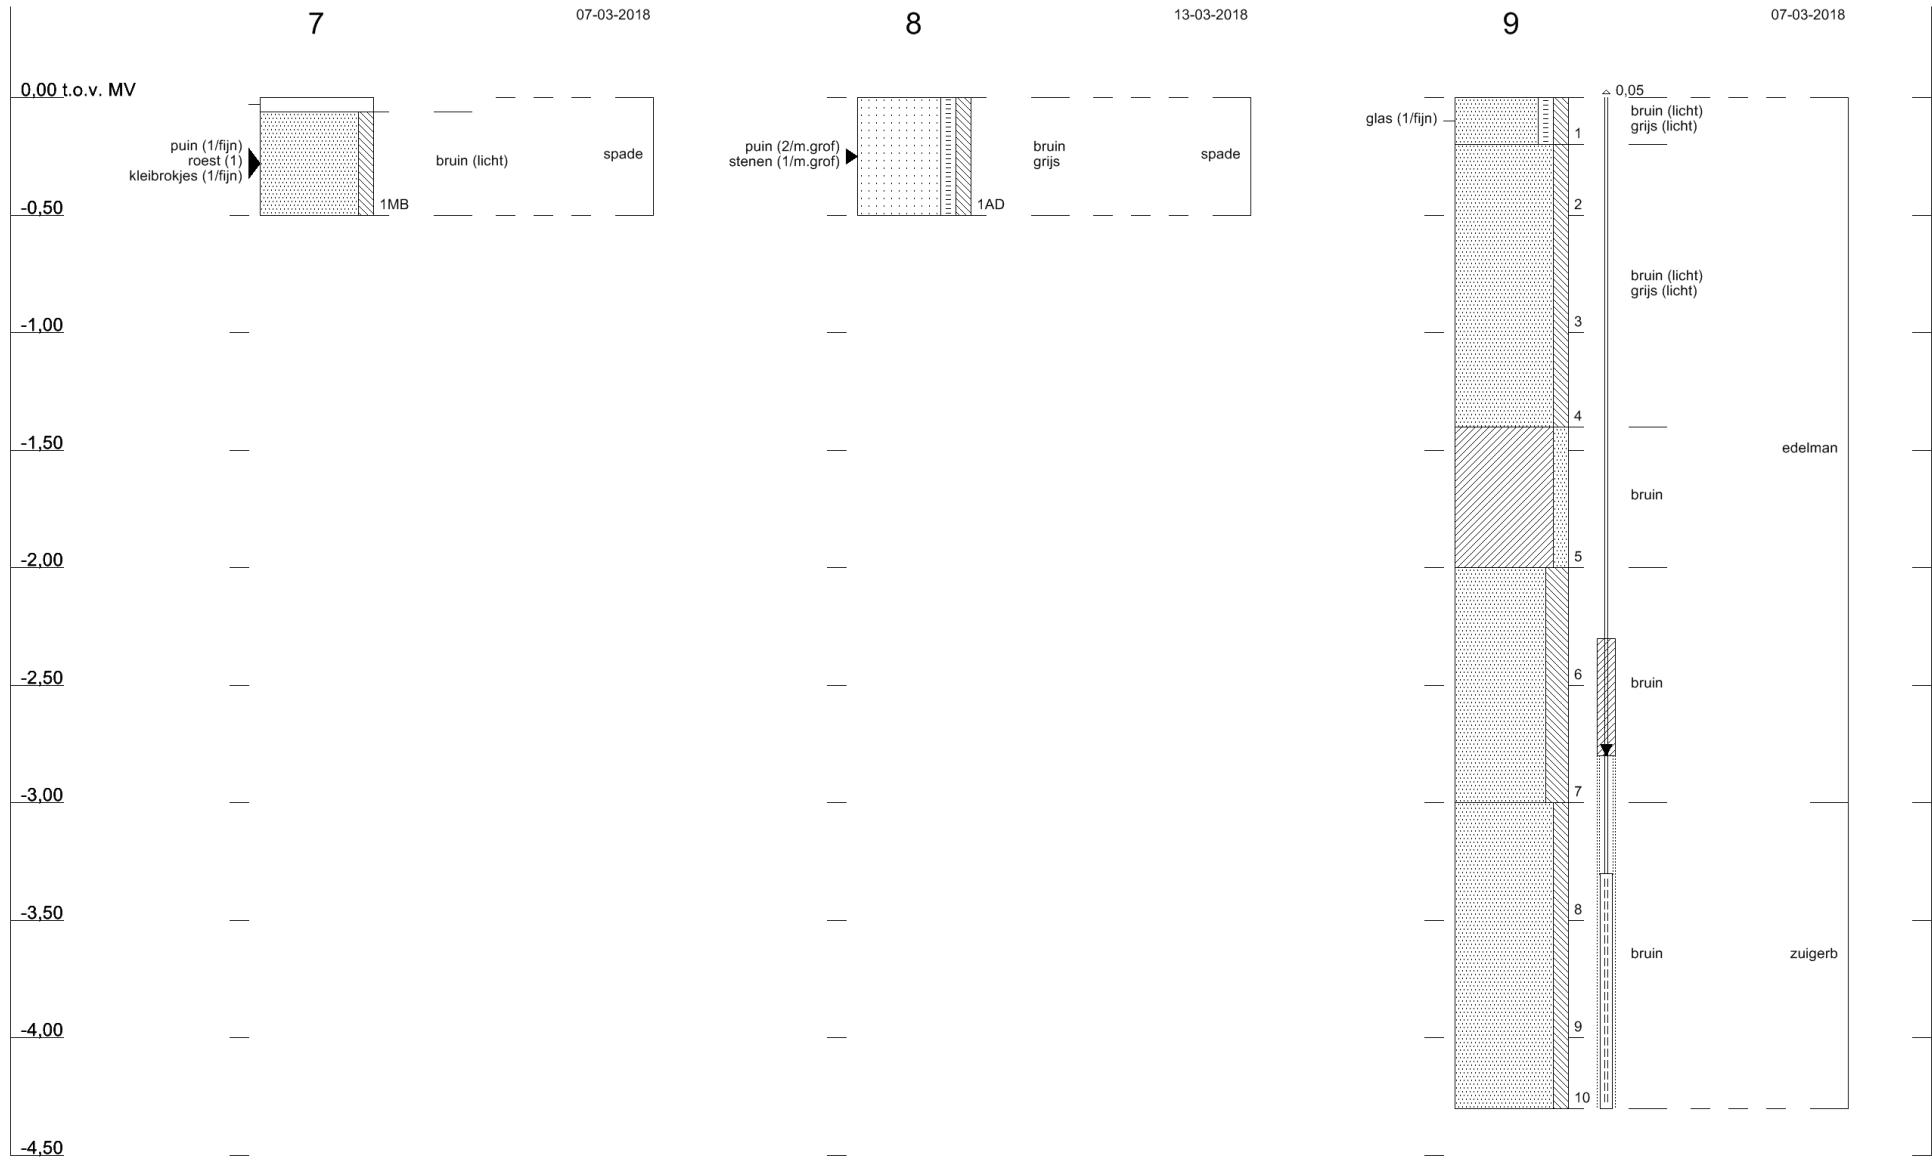 7
07-03-2018
8
13-03-2018
9
07-03-2018
0,00 t.o.v. MV
-0,50
-1,00
-1,50
-2,00
-2,50
-3,00
-3,50
-4,00
-4,50
puin (1/fijn)
roest (1)
kleibrokjes (1/fijn)
1MB
bruin (licht)
spade
puin (2/m.grof)
stenen (1/m.grof)
1AD
bruin
grijs
spade
glas (1/fijn)
0,05
1
2
3
4
5
6
7
8
9
10
bruin (licht)
grijs (licht)
bruin (licht)
grijs (licht)
bruin
bruin
bruin
edelman
zuigerb